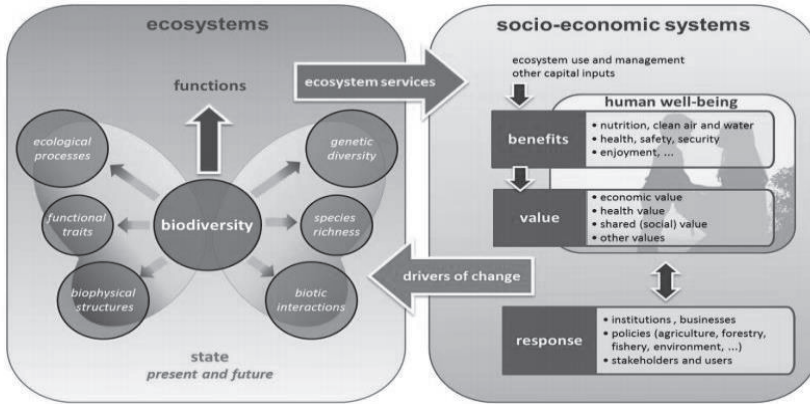 ecosystems
functions
ecological
processes
genetic
diversity
functional
traits
biodiversity
species
richness
biophysical
structures
biotic
interactions
state
present and future
ecosystem services
drivers of change
socio-economic systems
ecosystem use and management
other capital inputs
human well-being
benefits
• nutrition, clean air and water
• health, safety, security
• enjoyment, ...
value
• economic value
• health value
• shared (social) value
• other values
response
• institutions , businesses
• policies (agriculture, forestry,
fishery, environment, ...)
• stakeholders and users